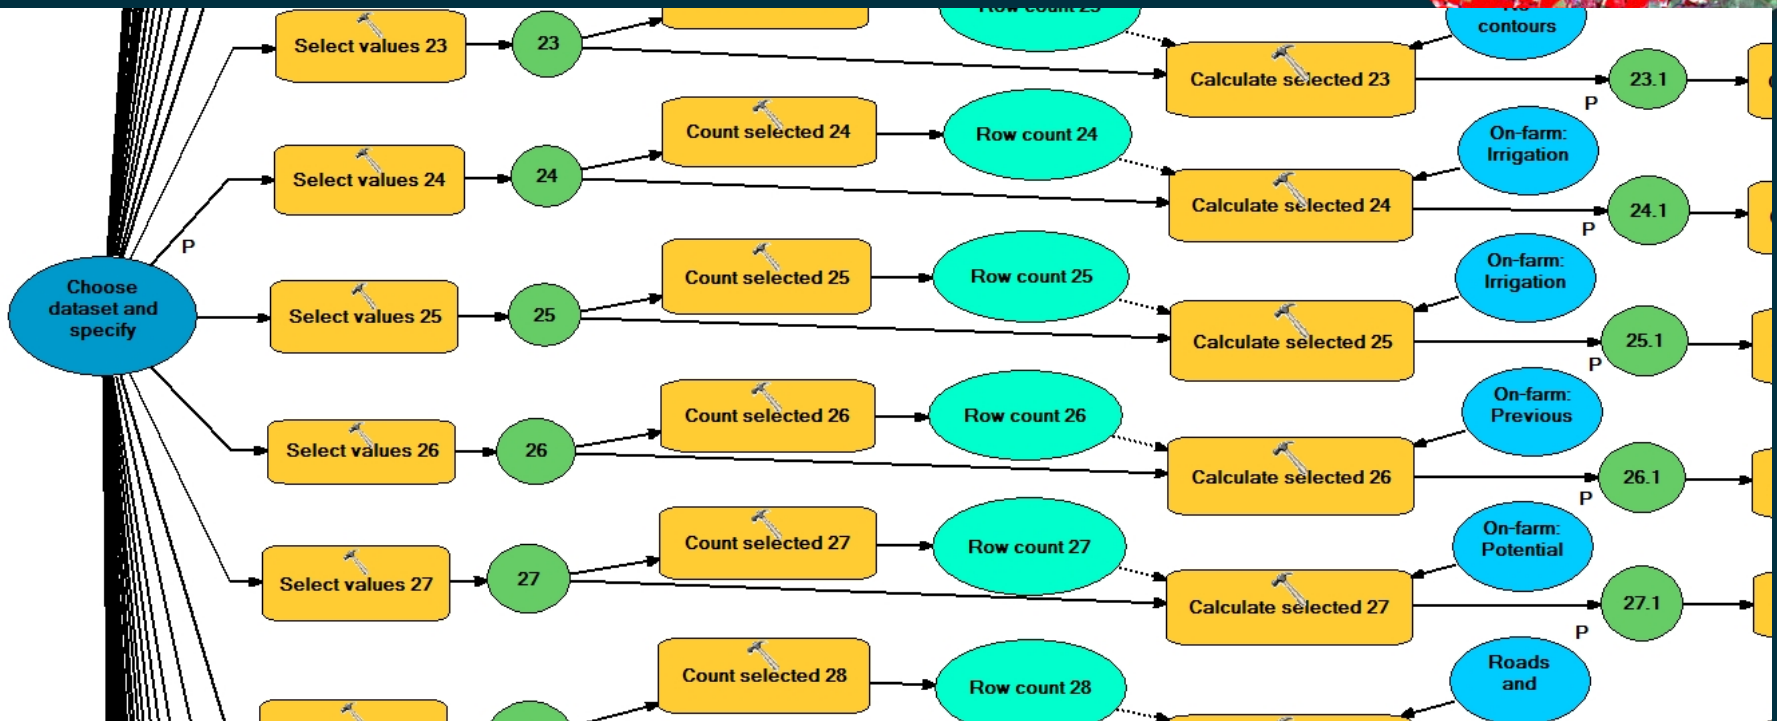 Row count 23
No
contours
Select values 23
23
Calculate selected 23
23.1
P
Count selected 24
Row count 24
On-farm:
Irrigation
Select values 24
24
Calculate selected 24
24.1
P
P
Choose
dataset and
specify
Count selected 25
Row count 25
On-farm:
Irrigation
Select values 25
25
Calculate selected 25
25.1
P
Count selected 26
Row count 26
On-farm:
Previous
Select values 26
26
Calculate selected 26
26.1
P
Count selected 27
Row count 27
On-farm:
Potential
Select values 27
27
Calculate selected 27
27.1
P
Count selected 28
Row count 28
Roads
and